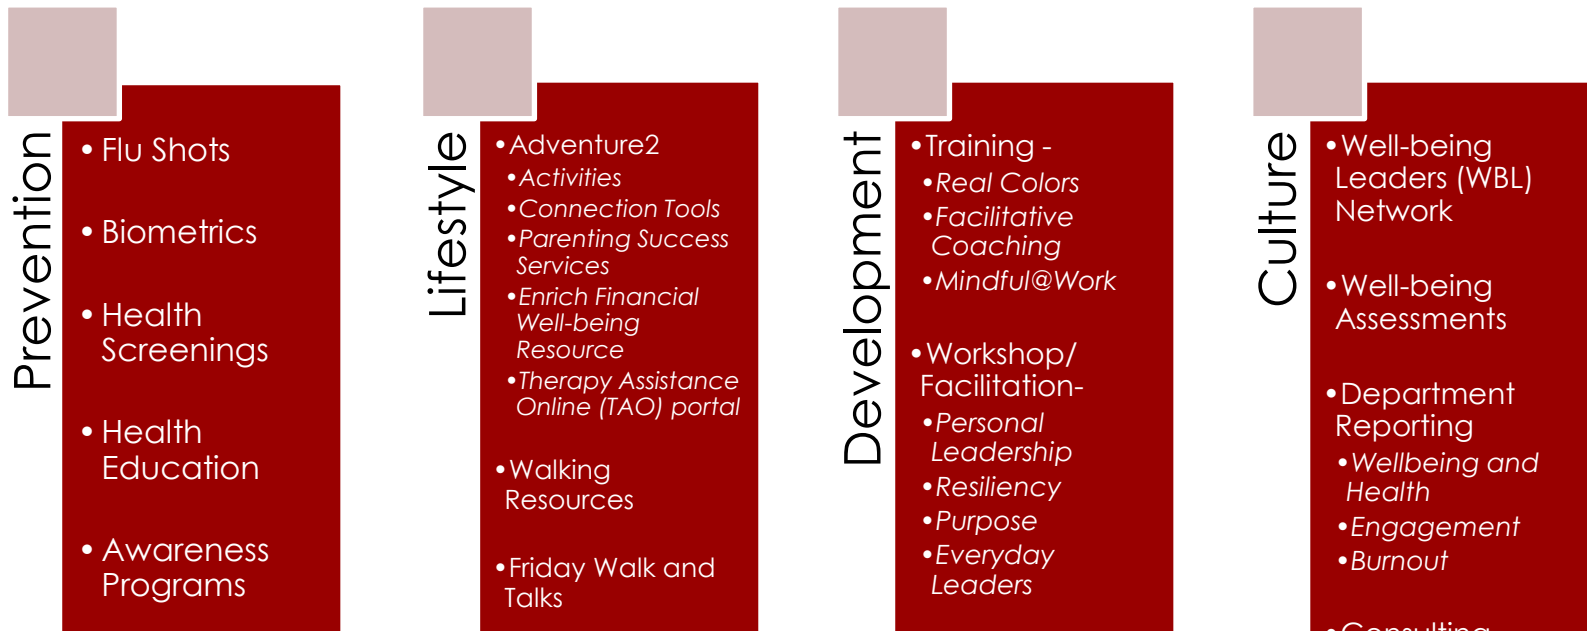 Prevention
• Flu Shots
• Biometrics
• Health
Screenings
• Health
Education
• Awareness
Programs
Lifestyle
•Adventure2
•Activities
•Connection Tools
•Parenting Success
Services
•Enrich Financial
Well-being
Resource
•Therapy Assistance
Online (TAO) portal
•Walking
Resources
•Friday Walk and
Talks
Development
•Training -
•Real Colors
•Facilitative
Coaching
•Mindful@Work
•Workshop/
Facilitation-
•Personal
Leadership
•Resiliency
•Purpose
•Everyday
Leaders
Culture
•Well-being
Leaders (WBL)
Network
•Well-being
Assessments
•Department
Reporting
•Wellbeing and
Health
•Engagement
•Burnout
•Consulting